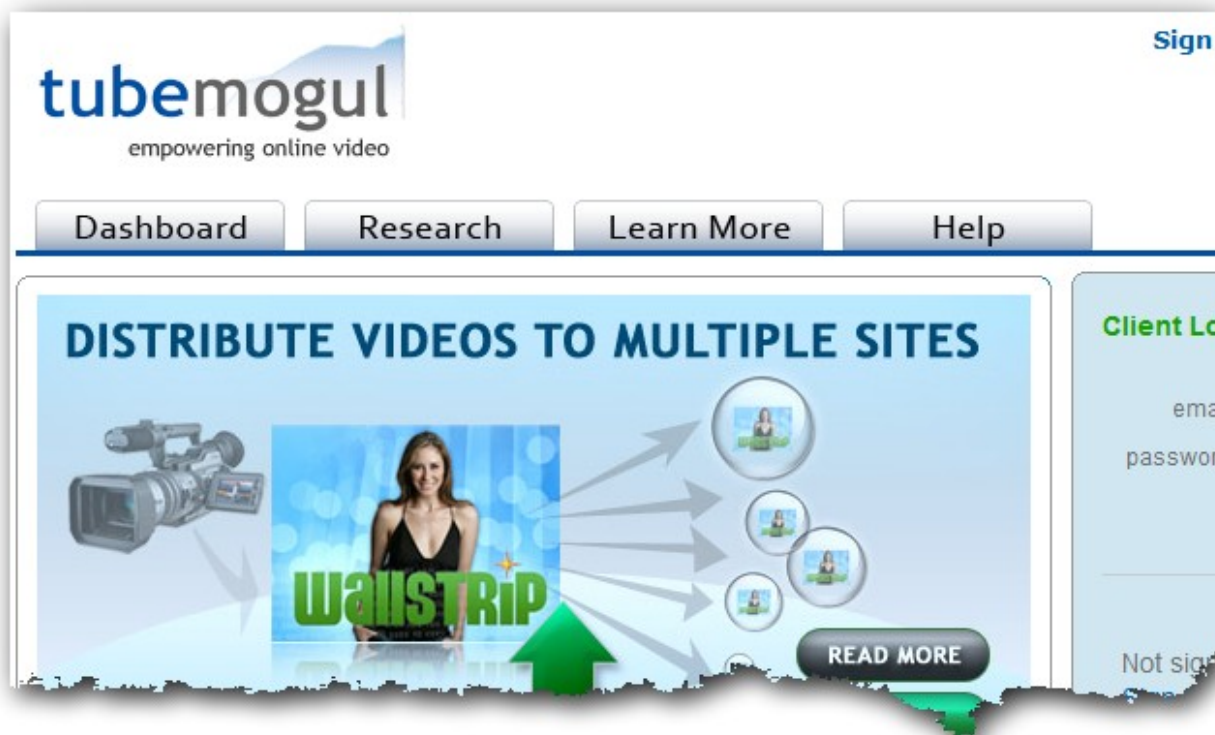 Sign
tubemogul
empowering online video
Dashboard Research Learn More Help
DISTRIBUTE VIDEOS TO MULTIPLE SITES
Client Lo
ema
passwor
WallSTRiP
READ MORE
Not sign